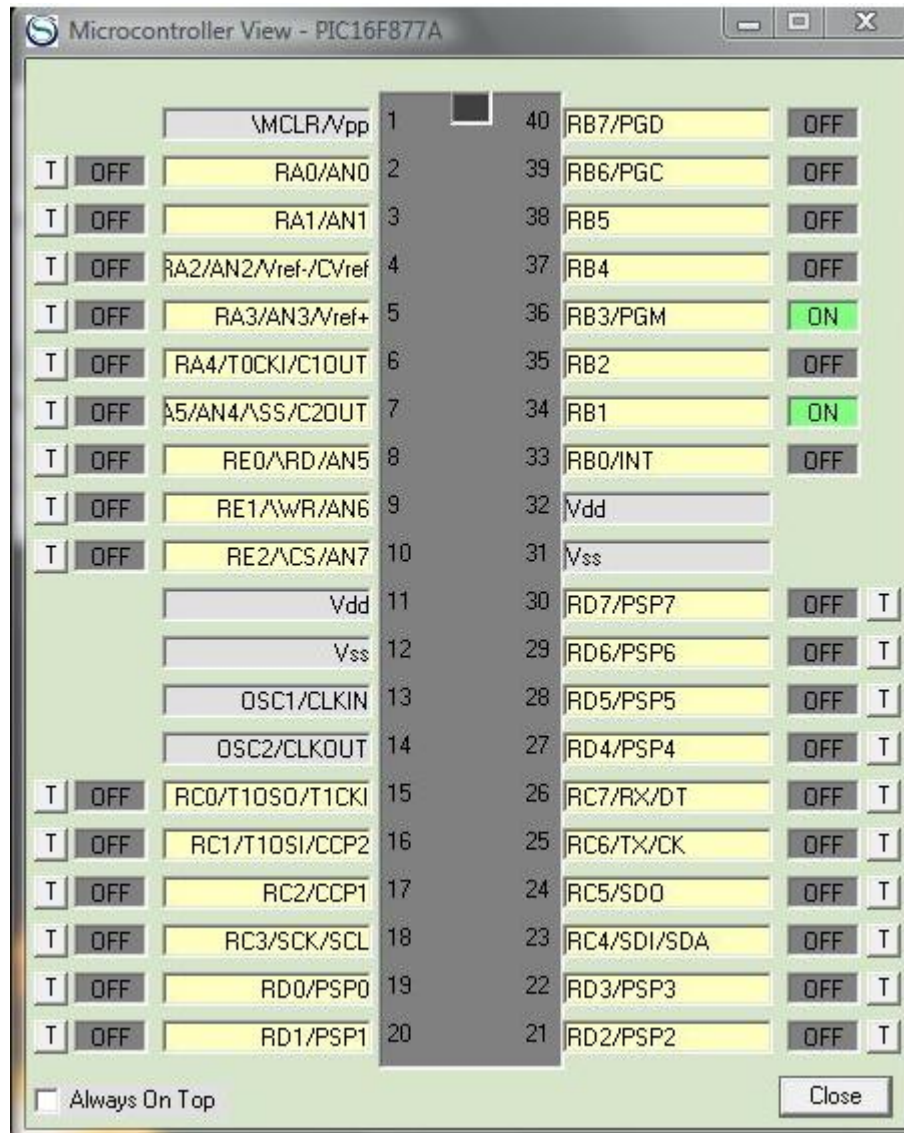 Microcontroller View - PIC16F877A
\MCLR/Vpp 1 40 RB7/PGD OFF
T OFF RA0/AN0 2 39 RB6/PGC OFF
T OFF RA1/AN1 3 38 RB5 OFF
T OFF RA2/AN2/Vref-/CVref 4 37 RB4 OFF
T OFF RA3/AN3/Vref+ 5 36 RB3/PGM ON
T OFF RA4/T0CKI/C1OUT 6 35 RB2 OFF
T OFF A5/AN4/\SS/C2OUT 7 34 RB1 ON
T OFF RE0/\RD/AN5 8 33 RB0/INT OFF
T OFF RE1/\WR/AN6 9 32 Vdd
T OFF RE2/\CS/AN7 10 31 Vss
Vdd 11 30 RD7/PSP7 OFF T
Vss 12 29 RD6/PSP6 OFF T
OSC1/CLKIN 13 28 RD5/PSP5 OFF T
OSC2/CLKOUT 14 27 RD4/PSP4 OFF T
T OFF RC0/T1OSO/T1CKI 15 26 RC7/RX/DT OFF T
T OFF RC1/T1OSI/CCP2 16 25 RC6/TX/CK OFF T
T OFF RC2/CCP1 17 24 RC5/SDO OFF T
T OFF RC3/SCK/SCL 18 23 RC4/SDI/SDA OFF T
T OFF RD0/PSP0 19 22 RD3/PSP3 OFF T
T OFF RD1/PSP1 20 21 RD2/PSP2 OFF T
Always On Top Close